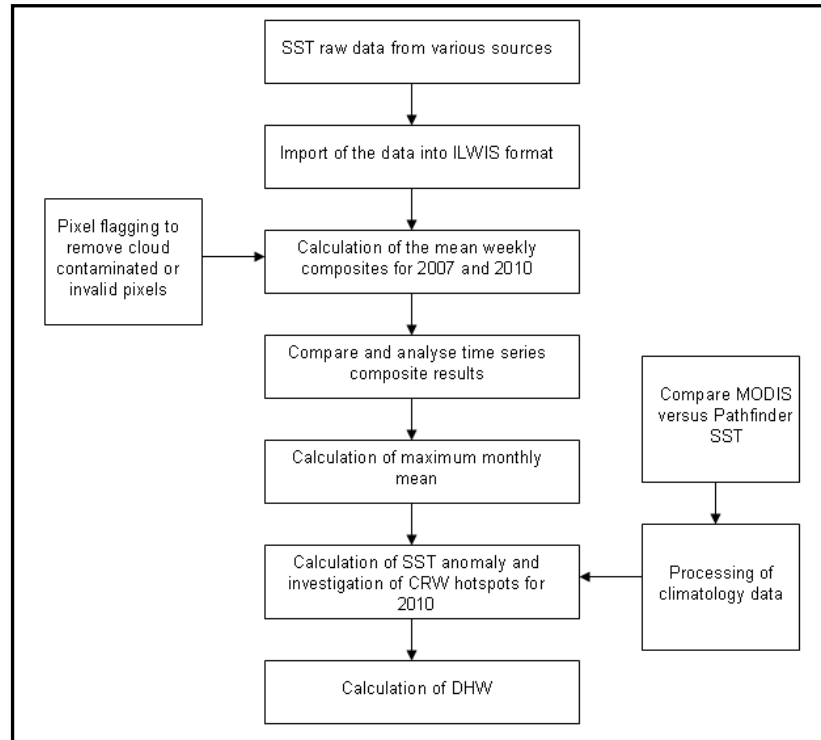 SST raw data from various sources
Import of the data into ILWIS format
Pixel flagging to
remove cloud
contaminated or
invalid pixels
Calculation of the mean weekly
composites for 2007 and 2010
Compare and analyse time series
composite results
Compare MODIS
versus Pathfinder
SST
Calculation of maximum monthly
mean
Calculation of SST anomaly and
investigation of CRW hotspots for
2010
Processing of
climatology data
Calculation of DHW